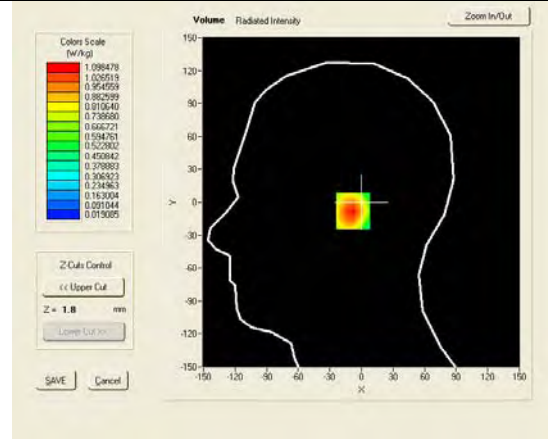 Volume Radiated Intensity
Zoom In/Out
Colors Scale
(W/kg)
1.098478
1.026519
0.954559
0.882599
0.810640
0.738680
0.666721
0.594761
0.522802
0.450842
0.378883
0.306923
0.234963
0.163004
0.091044
0.019085
Z-Cuts Control
<< Upper Cut
Z = 1.8 mm
Lower Cut >>
SAVE
Cancel
150
120
90
60
30
0
-30
-60
-90
-120
-150
Y
-150 -120 -90 -60 -30 0 30 60 90 120 150
X